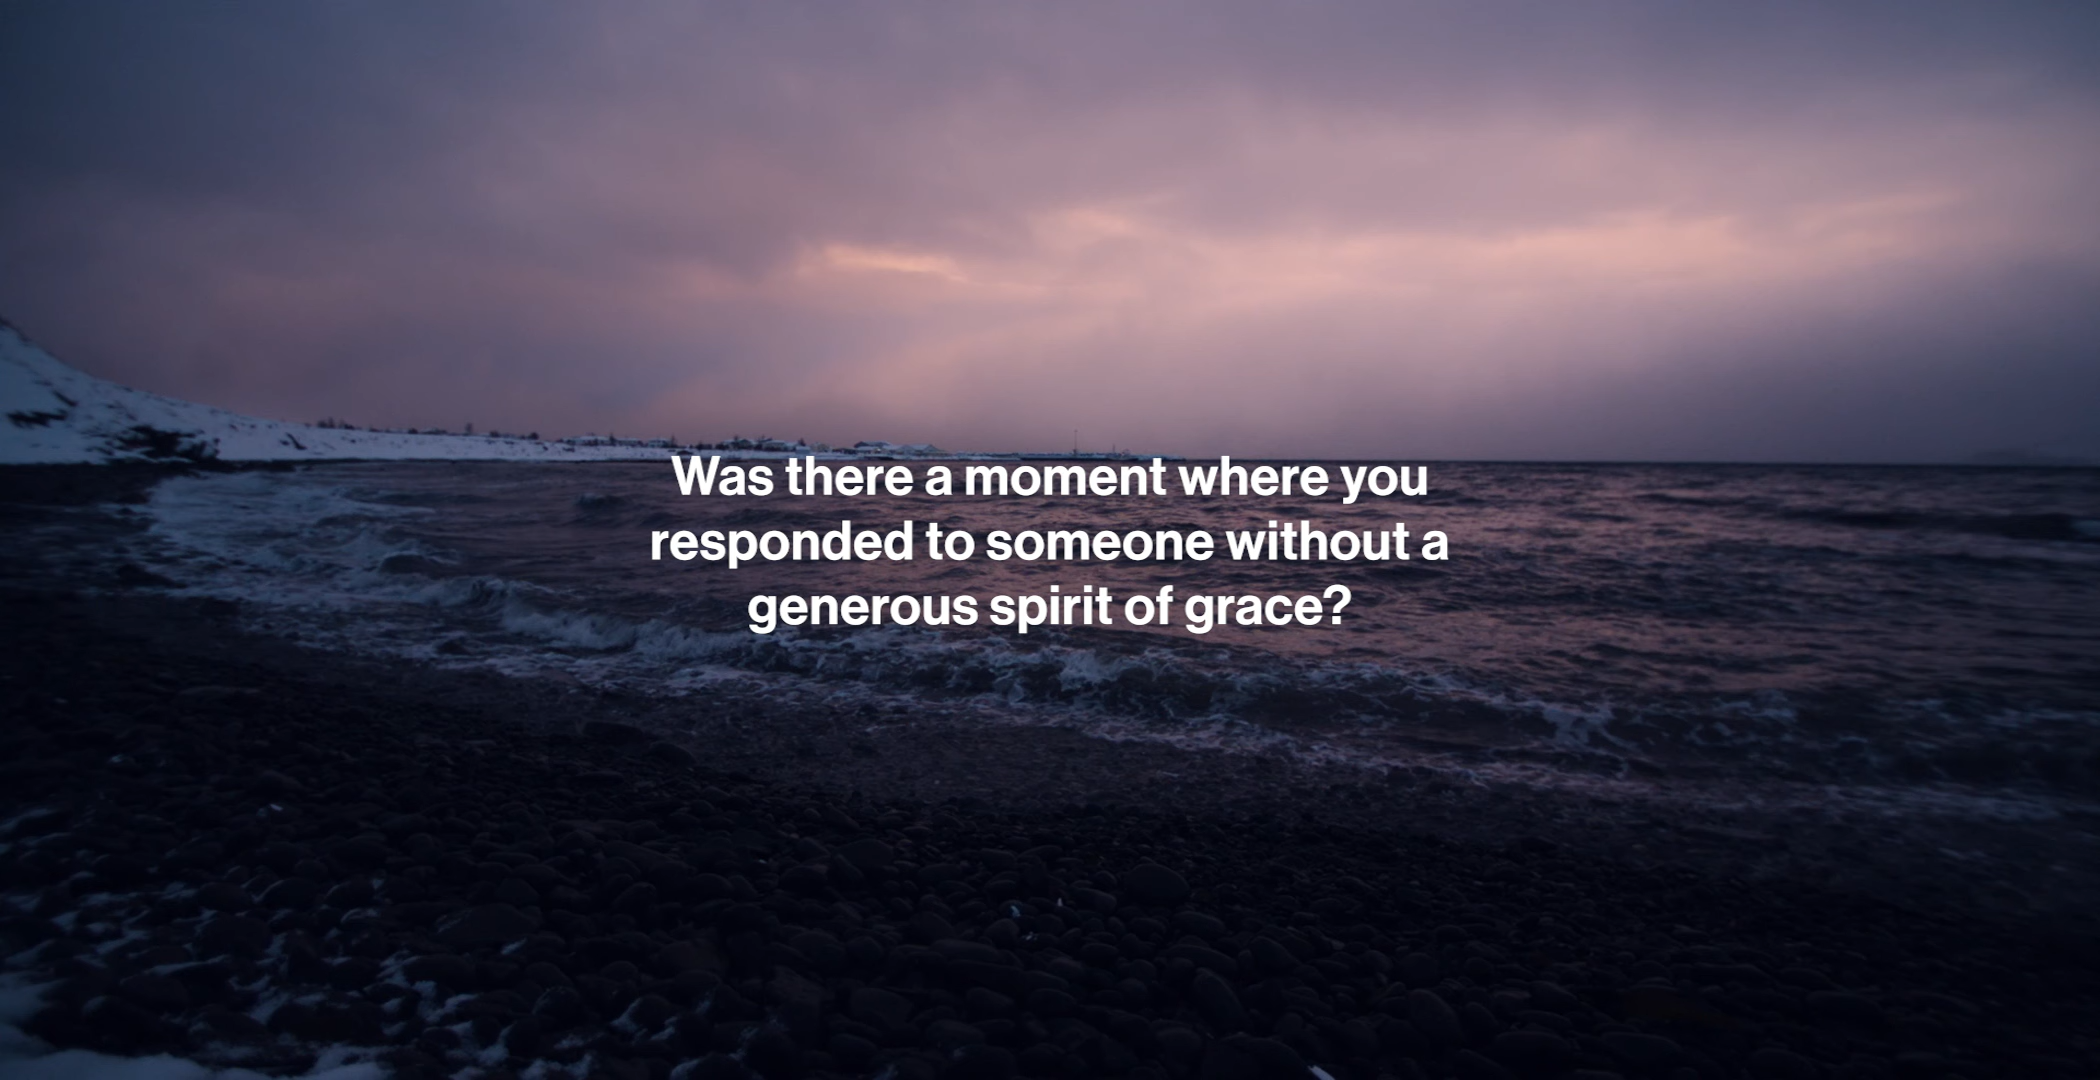 Was there a moment where you
responded to someone without a
generous spirit of grace?